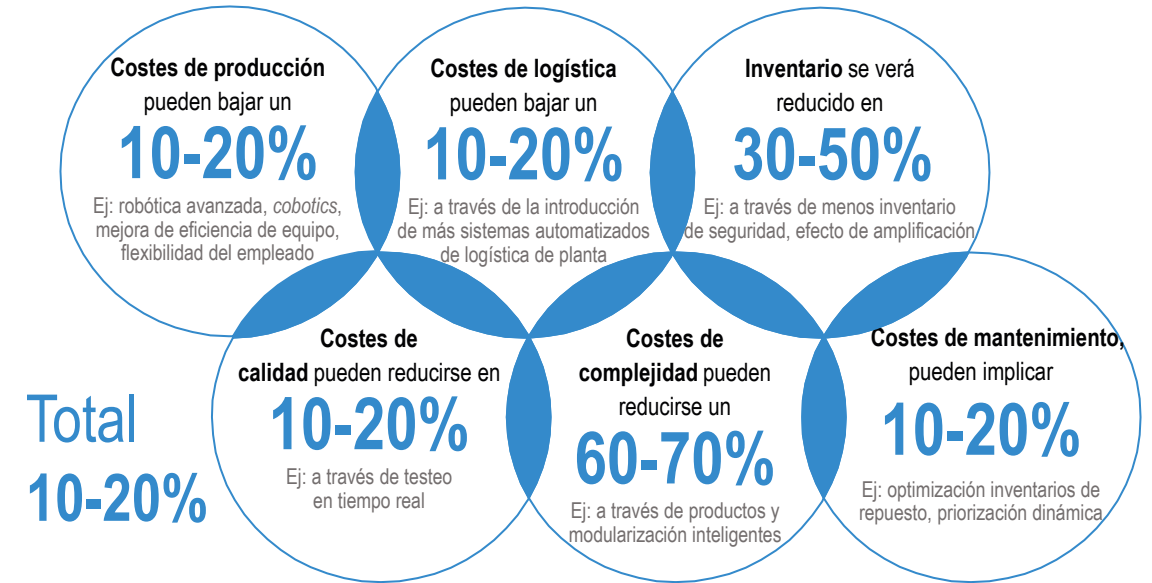 Costes de producción
pueden bajar un
10-20%
Ej: robótica avanzada, cobotics,
mejora de eficiencia de equipo,
flexibilidad del empleado
Costes de logística
pueden bajar un
10-20%
Ej: a través de la introducción
de más sistemas automatizados
de logística de planta
Inventario se verá
reducido en
30-50%
Ej: a través de menos inventario
de seguridad, efecto de amplificación
Total
10-20%
Costes de
calidad pueden reducirse en
10-20%
Ej: a través de testeo
en tiempo real
Costes de
complejidad pueden
reducirse un
60-70%
Ej: a través de productos y
modularización inteligentes
Costes de mantenimiento,
pueden implicar
10-20%
Ej: optimización inventarios de
repuesto, priorización dinámica